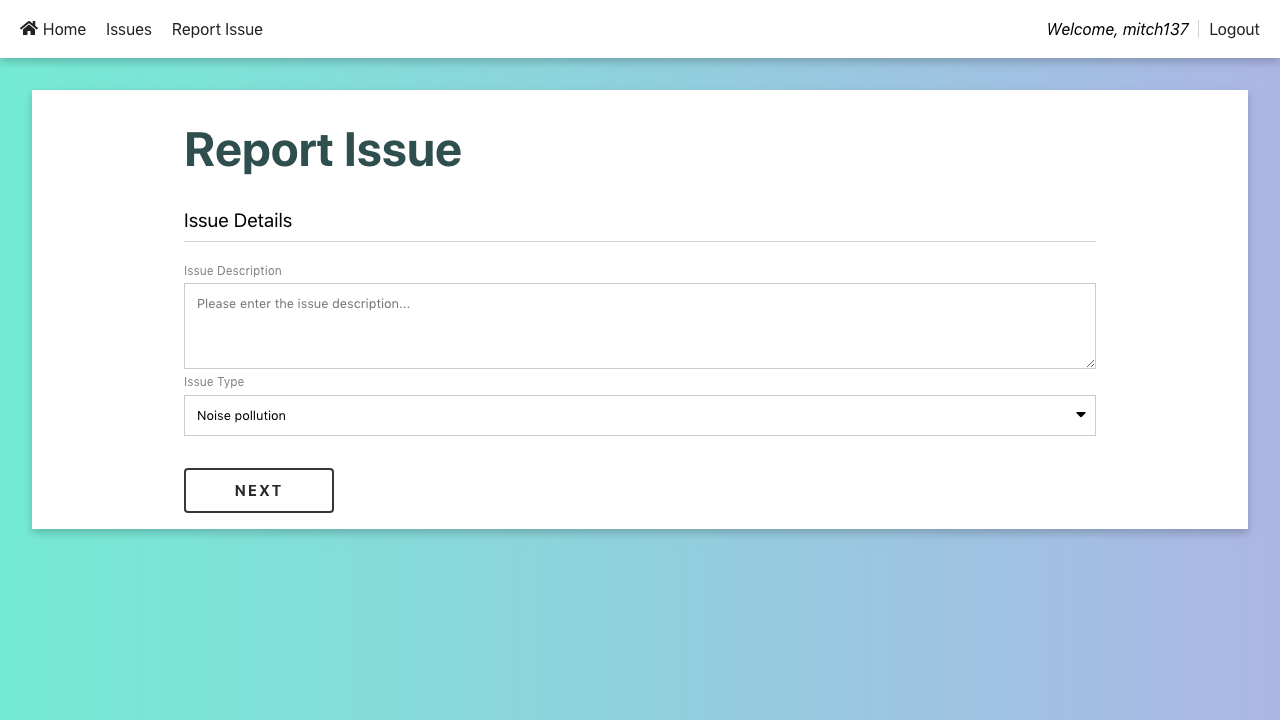 Home Issues Report Issue Welcome, mitch137 Logout
Report Issue
Issue Details
Issue Description
Please enter the issue description...
Issue Type
Noise pollution
NEXT